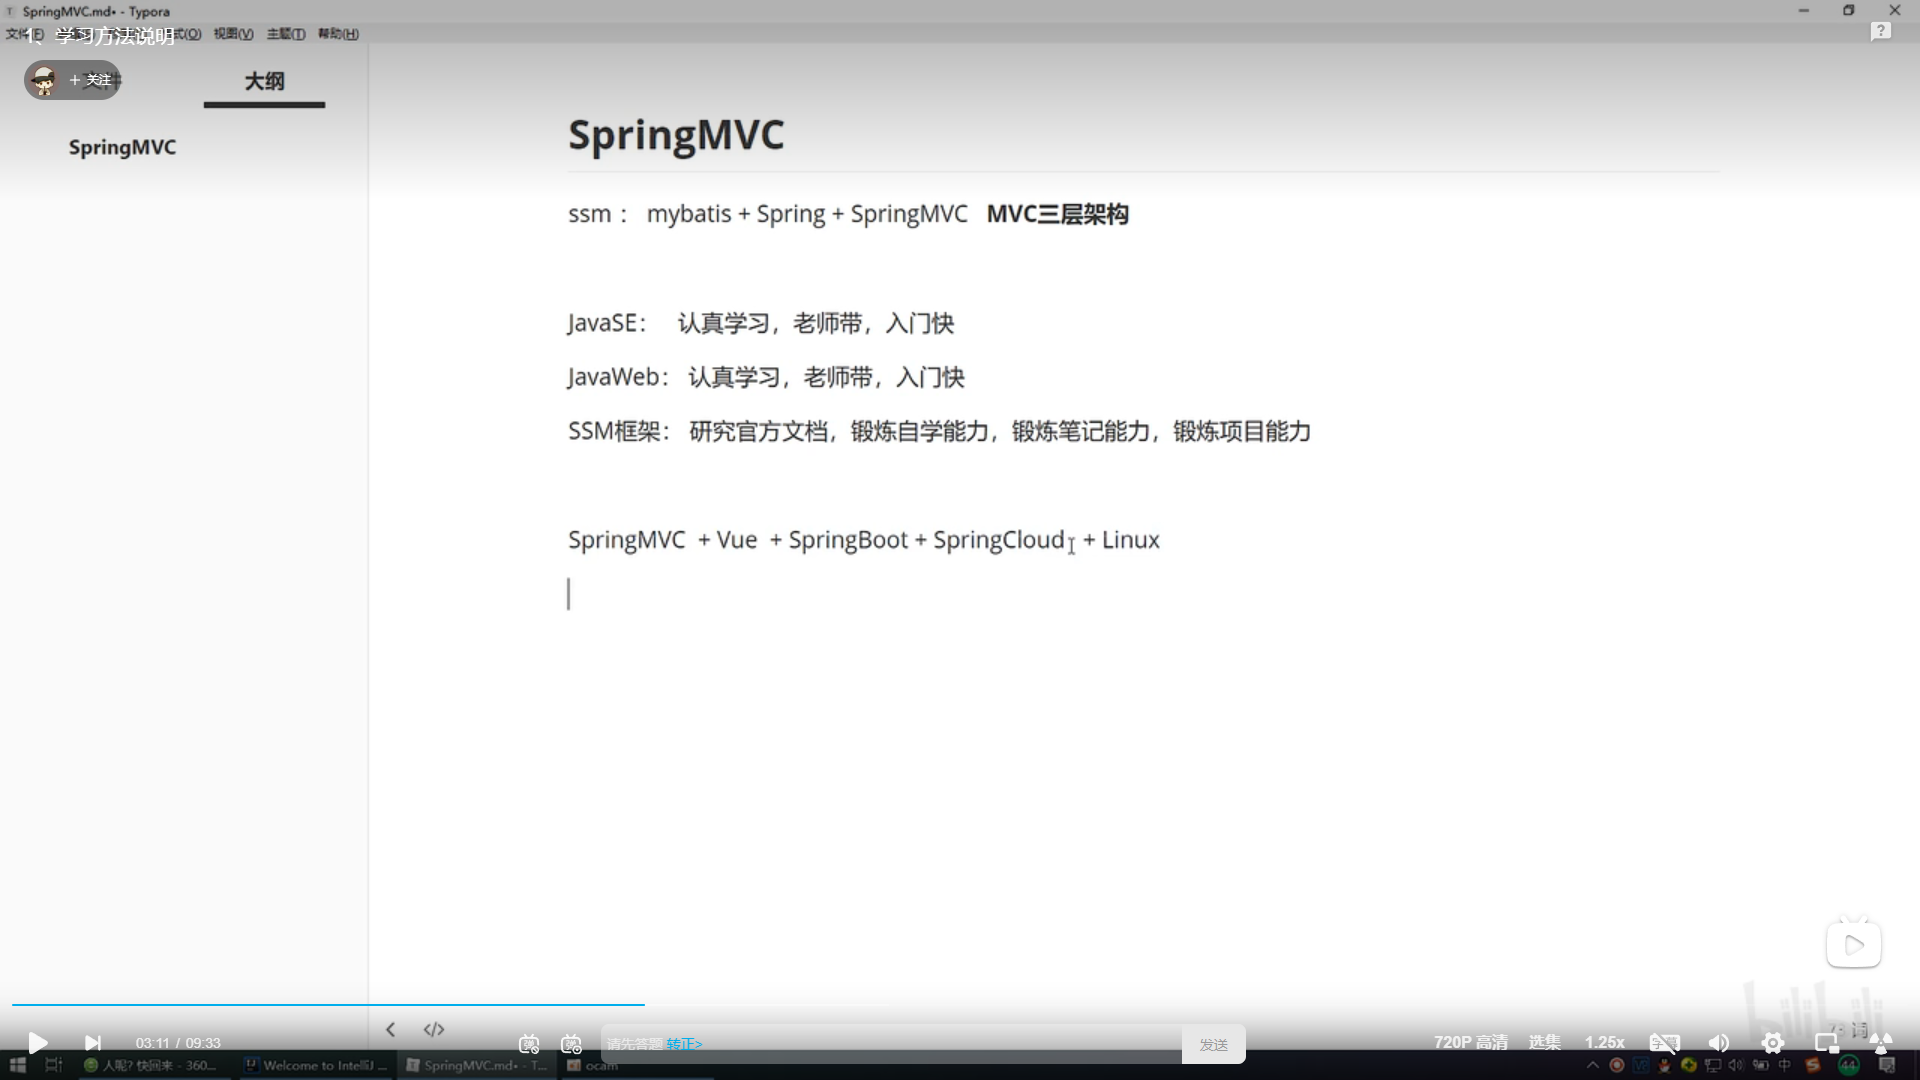 SpringMVC.md• - Typora
1、学习方法说明
视图(V) 主题(T) 帮助(H)
+ 关注
大纲
SpringMVC
SpringMVC
ssm： mybatis + Spring + SpringMVC MVC三层架构
JavaSE： 认真学习，老师带，入门快
JavaWeb： 认真学习，老师带，入门快
SSM框架： 研究官方文档，锻炼自学能力，锻炼笔记能力，锻炼项目能力
SpringMVC + Vue + SpringBoot + SpringCloud + Linux
bilibili
03:11 / 09:33
请先答题 转正>
发送
720P 高清 选集 1.25x
人呢? 快回来 - 360...
Welcome to IntelliJ ...
SpringMVC.md• - T...
ocam
中
44